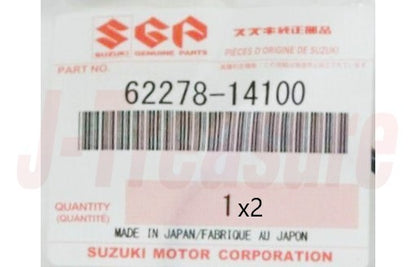 SGP スズキ純正部品
SUZUKI GENUINE PARTS PIÈCES D'ORIGINE DE SUZUKI
PART NO.
62278-14100
QUANTITY
(QUANTITÉ)
1x2
MADE IN JAPAN/FABRIQUE AU JAPON
SUZUKI MOTOR CORPORATION
J-Treasure